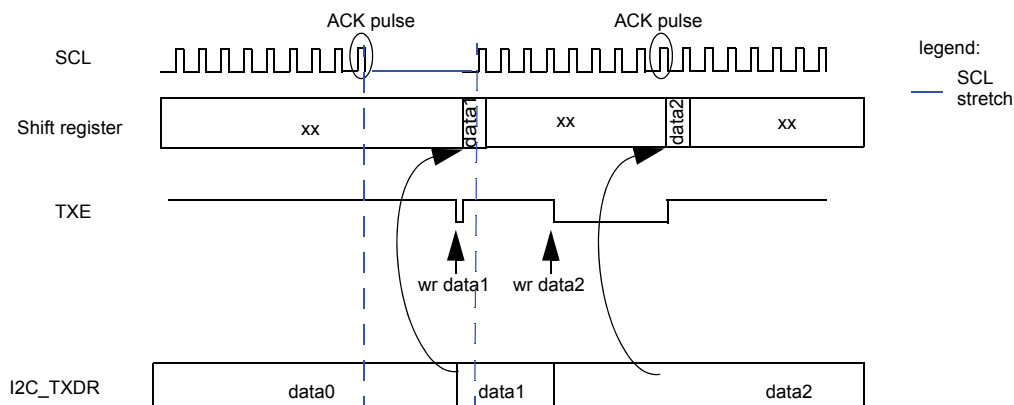 ACK pulse
ACK pulse
SCL
legend:
SCL
stretch
Shift register
xx
data1
xx
data2
xx
TXE
wr data1
wr data2
I2C_TXDR
data0
data1
data2